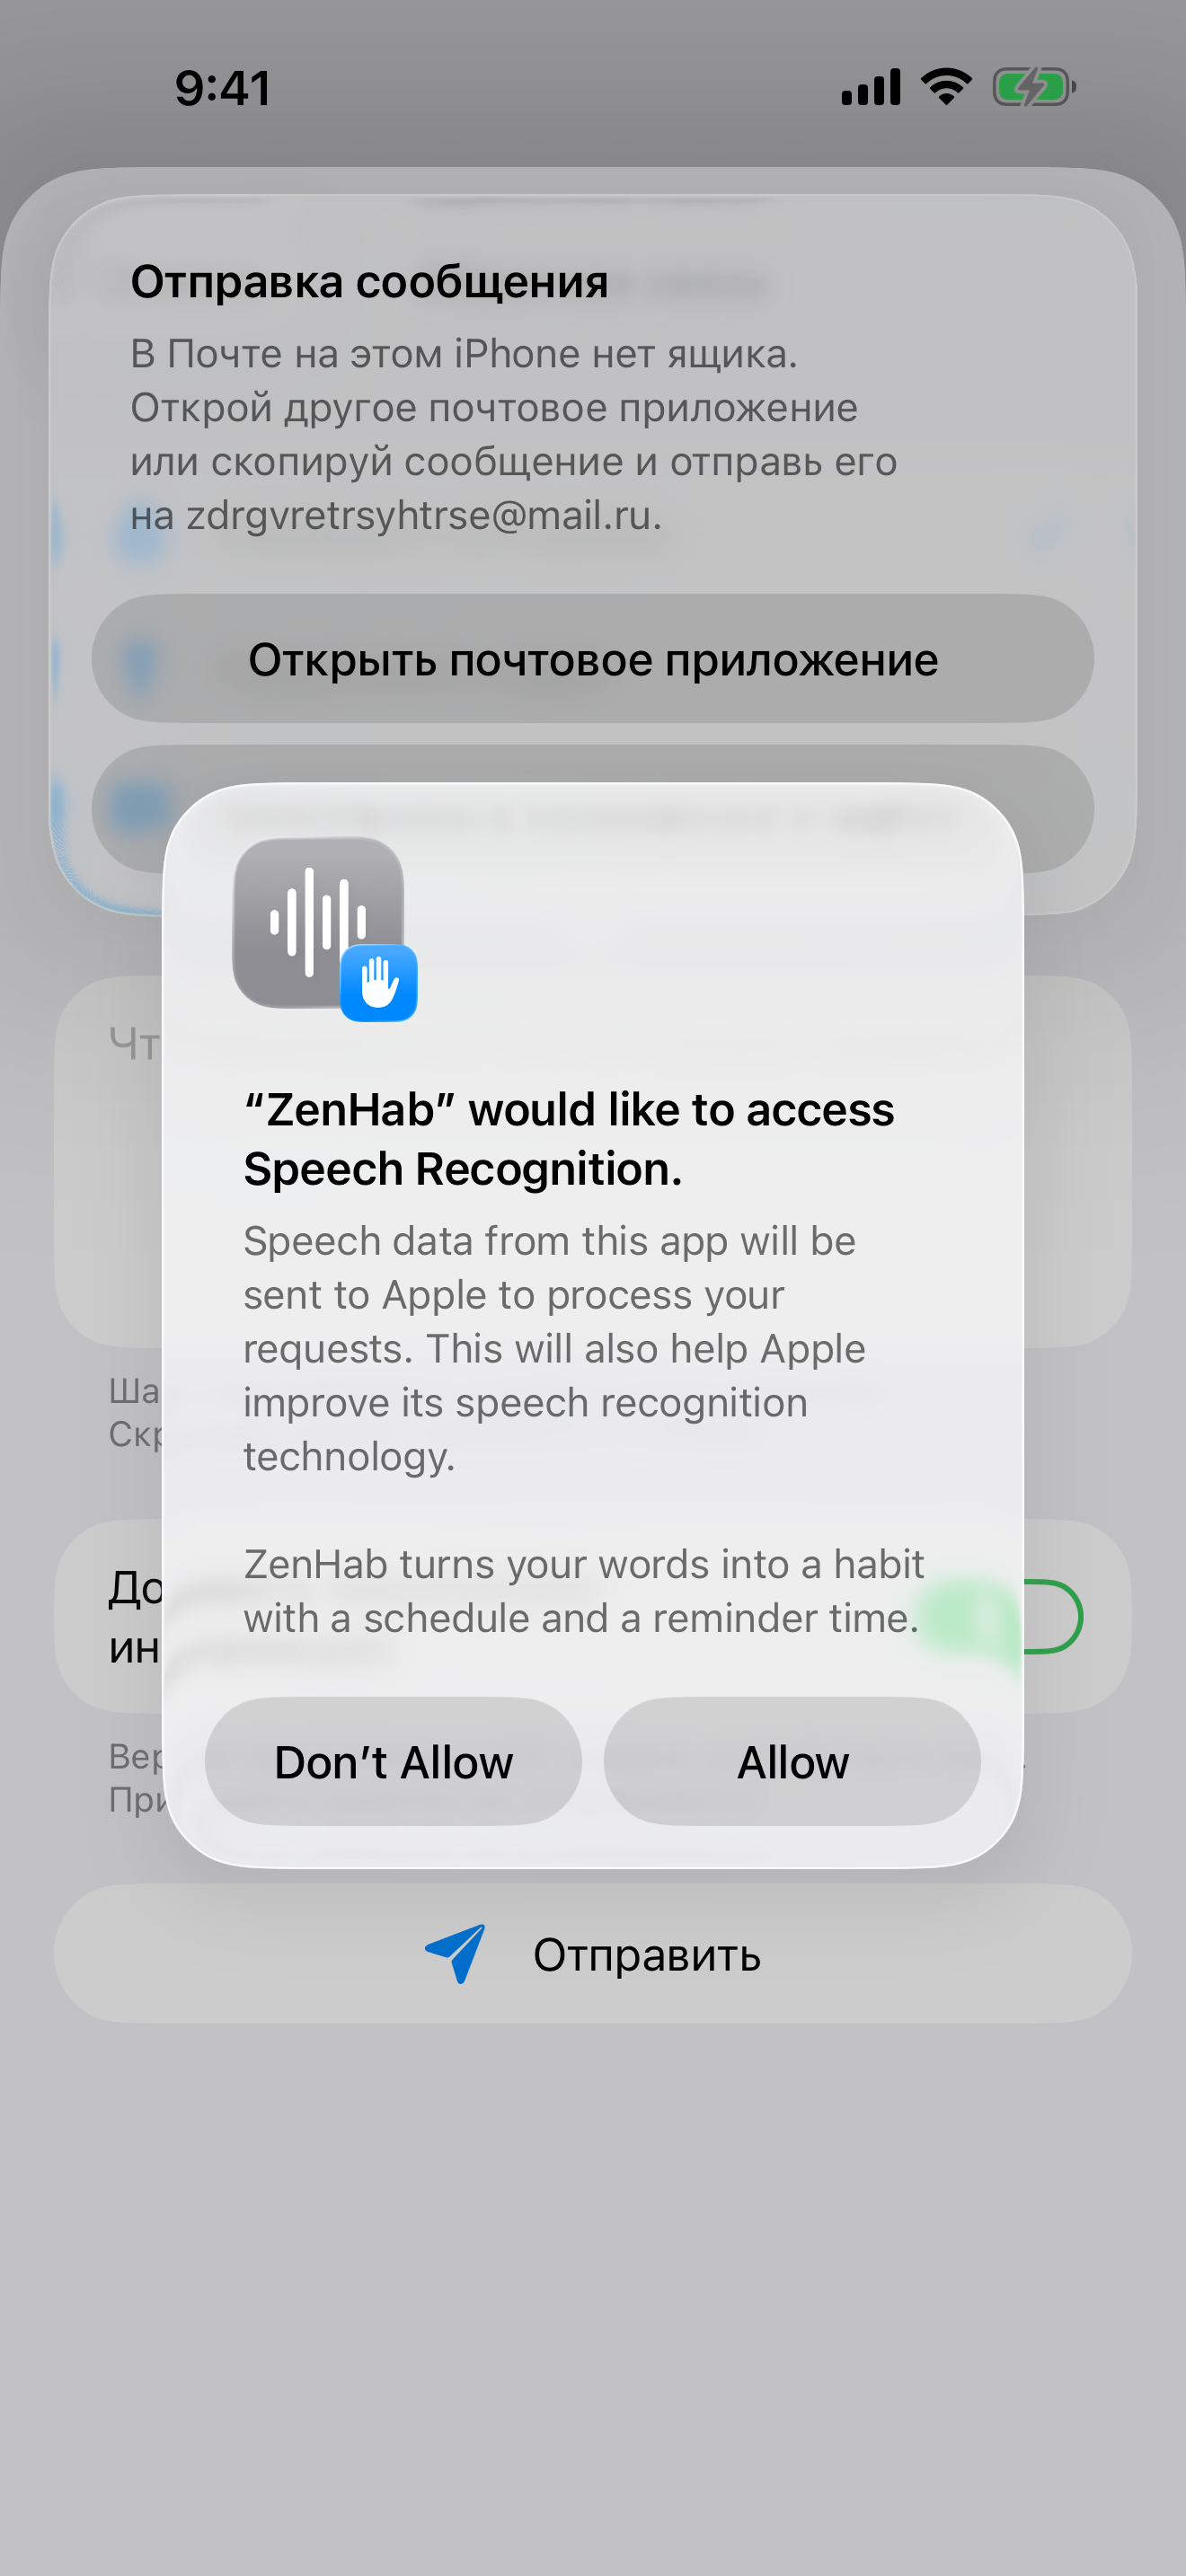 9:41
Отправка сообщения
В Почте на этом iPhone нет ящика.
Открой другое почтовое приложение
или скопируй сообщение и отправь его
на zdrgvretrsyhtrse@mail.ru.
Открыть почтовое приложение
“ZenHab” would like to access
Speech Recognition.
Speech data from this app will be
sent to Apple to process your
requests. This will also help Apple
improve its speech recognition
technology.
ZenHab turns your words into a habit
with a schedule and a reminder time.
Don’t Allow
Allow
Отправить